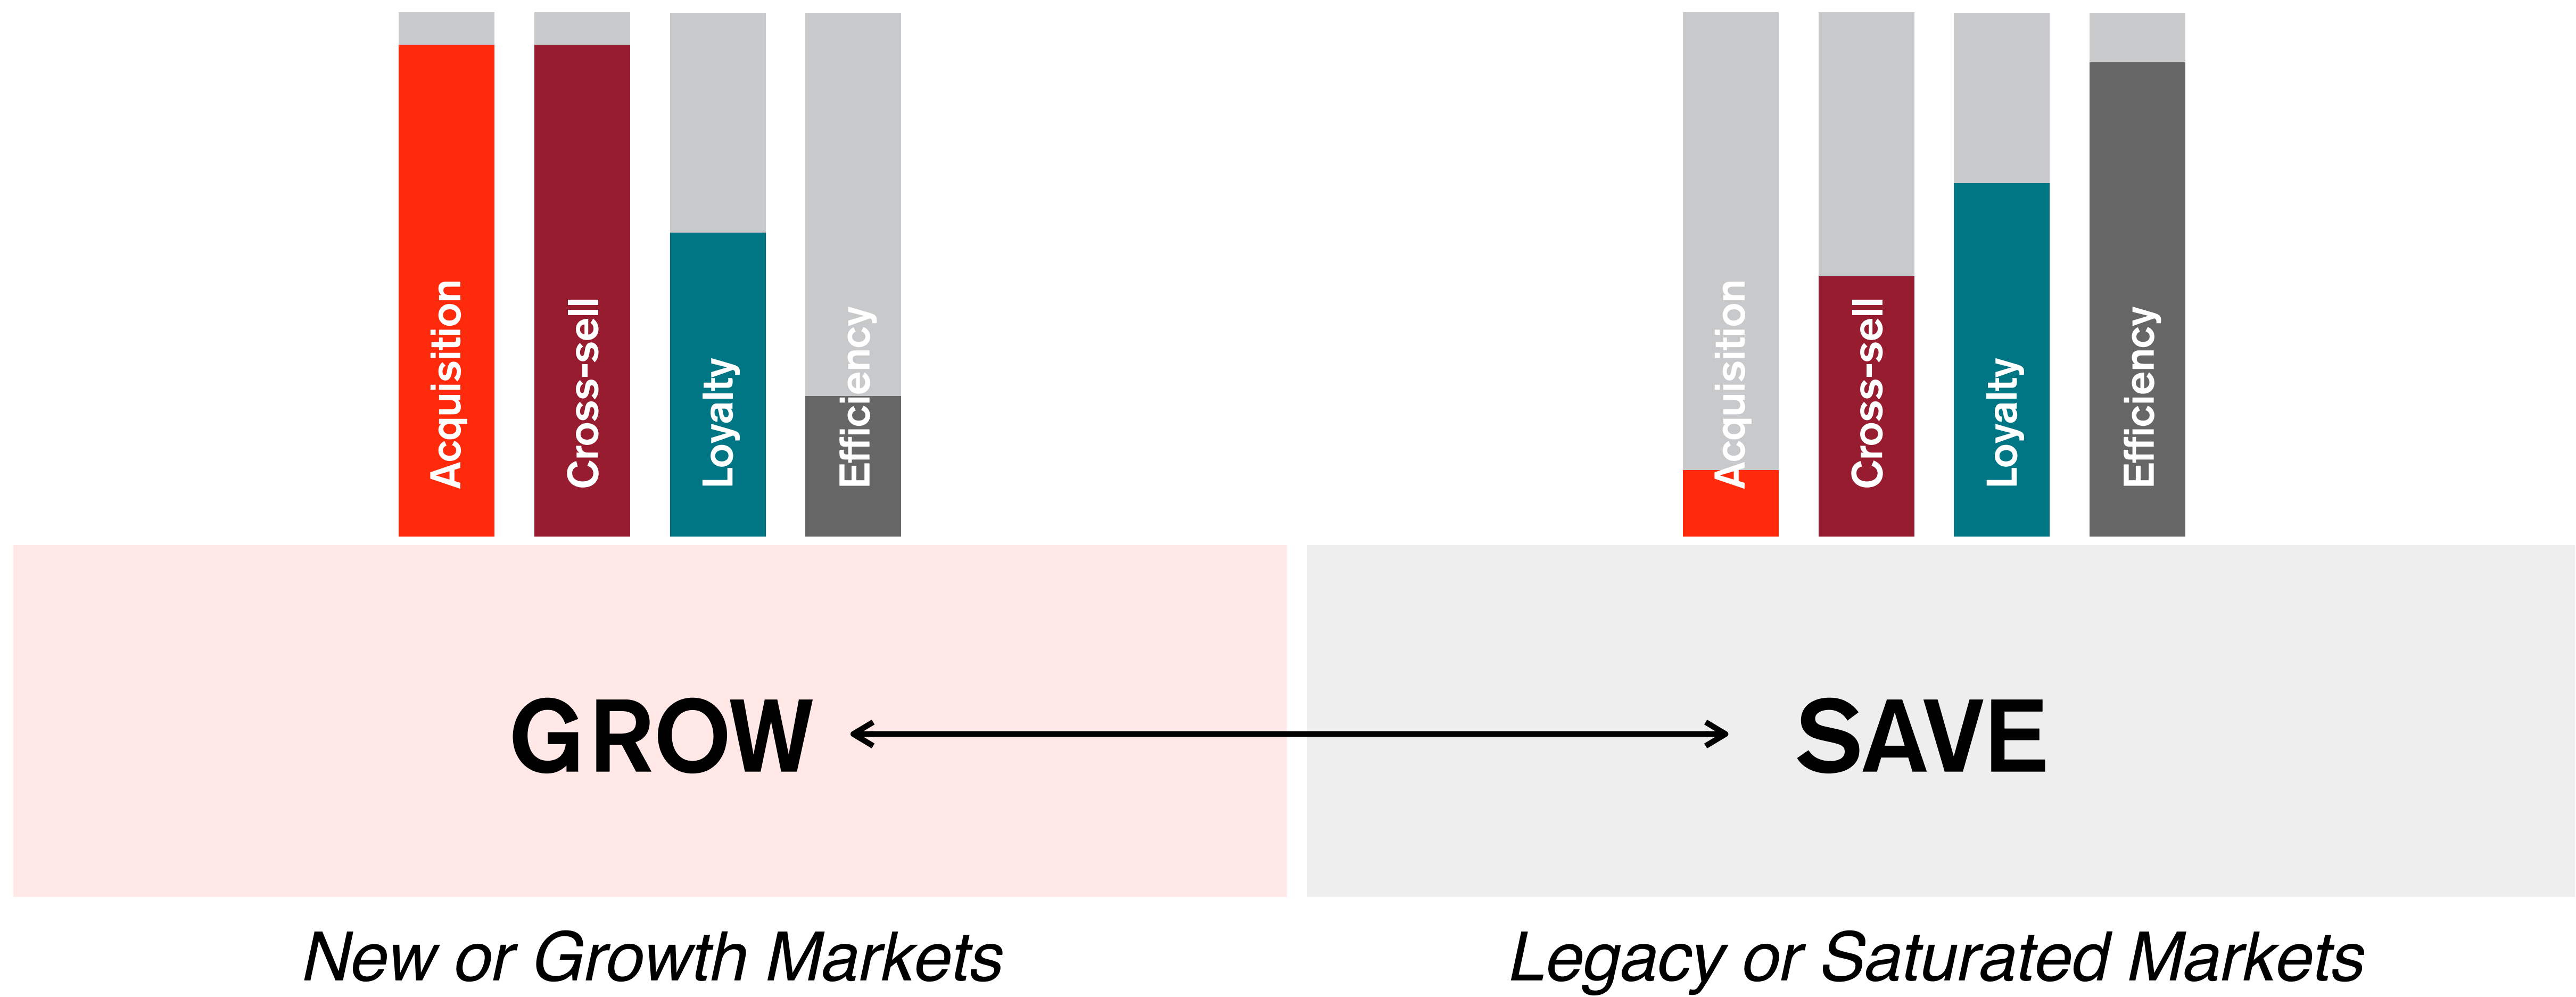 Acquisition
Cross-sell
Loyalty
Efficiency
Acquisition
Cross-sell
Loyalty
Efficiency
GROW
SAVE
New or Growth Markets
Legacy or Saturated Markets